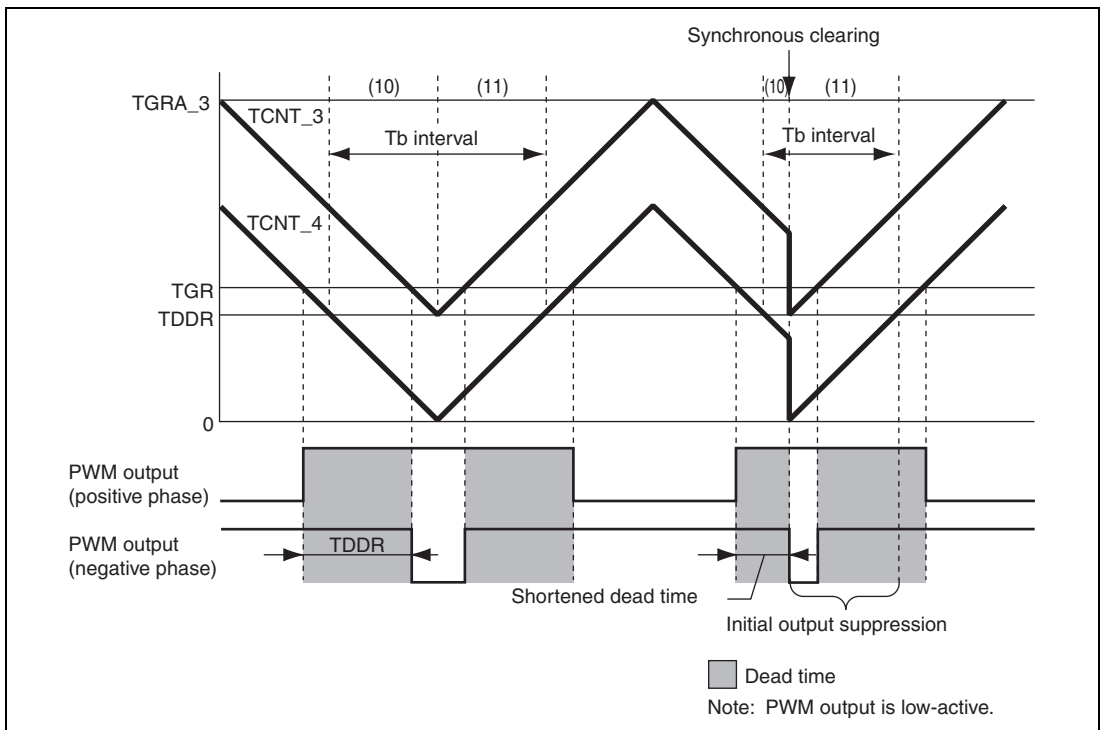 Synchronous clearing
(10)
(11)
(10)
(11)
TGRA_3
TCNT_3
Tb interval
Tb interval
TCNT_4
TGR
TDDR
0
PWM output
(positive phase)
PWM output
(negative phase)
TDDR
Shortened dead time
Initial output suppression
Dead time
Note: PWM output is low-active.